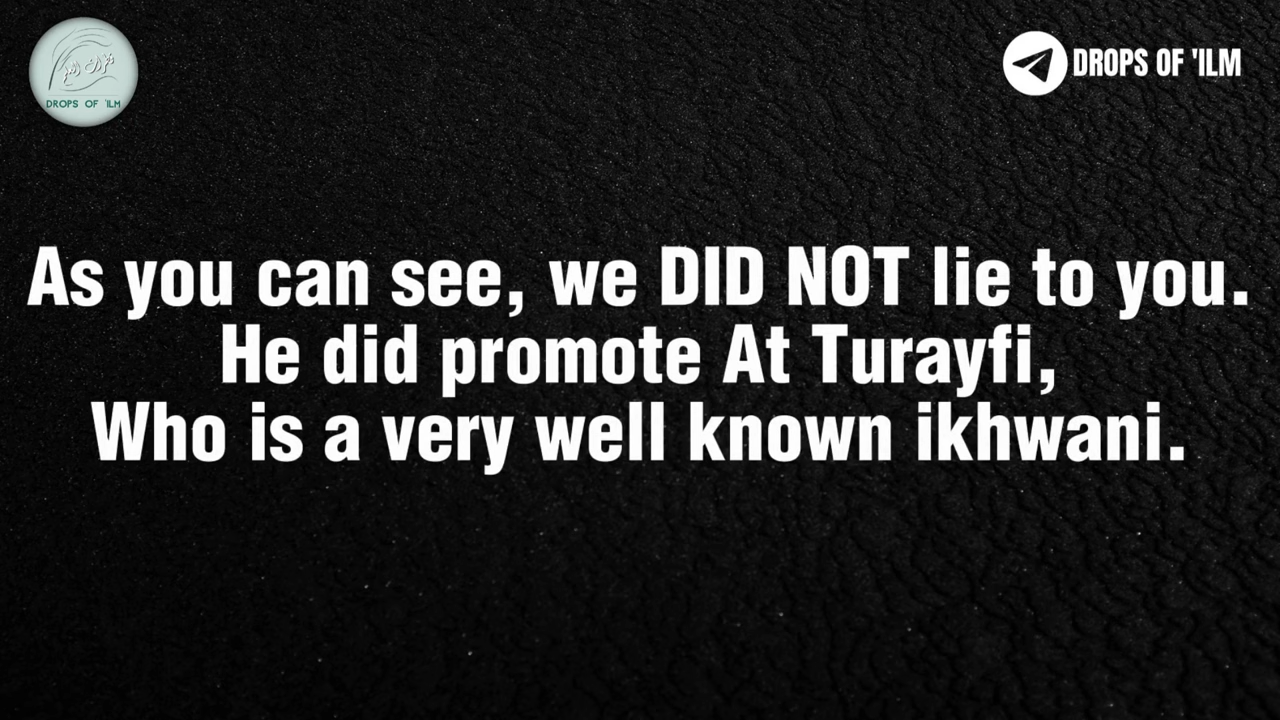 DROPS OF 'ILM
DROPS OF 'ILM
As you can see, we DID NOT lie to you.
He did promote At Turayfi,
Who is a very well known ikhwani.